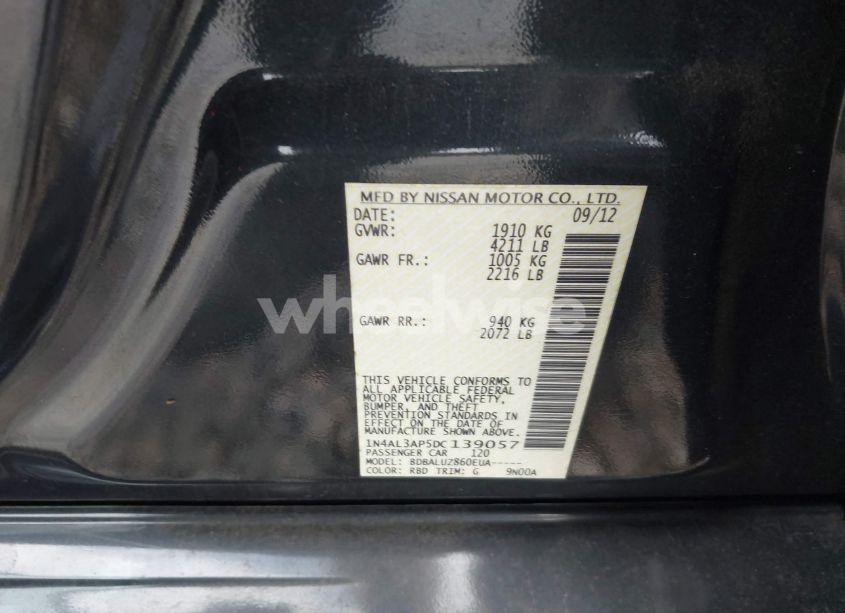 MFD BY NISSAN MOTOR CO., LTD.
DATE: 09/12
GVWR: 1910 KG
4211 LB
GAWR FR.: 1005 KG
2216 LB
wheelwise
GAWR RR.: 940 KG
2072 LB
THIS VEHICLE CONFORMS TO
ALL APPLICABLE FEDERAL
MOTOR VEHICLE SAFETY,
BUMPER, AND THEFT
PREVENTION STANDARDS IN
EFFECT ON THE DATE OF
MANUFACTURE SHOWN ABOVE.
1N4AL3AP5DC139057
PASSENGER CAR 120
MODEL: BDBALUZ860EUA-----
COLOR: RBD TRIM: G 9N00A